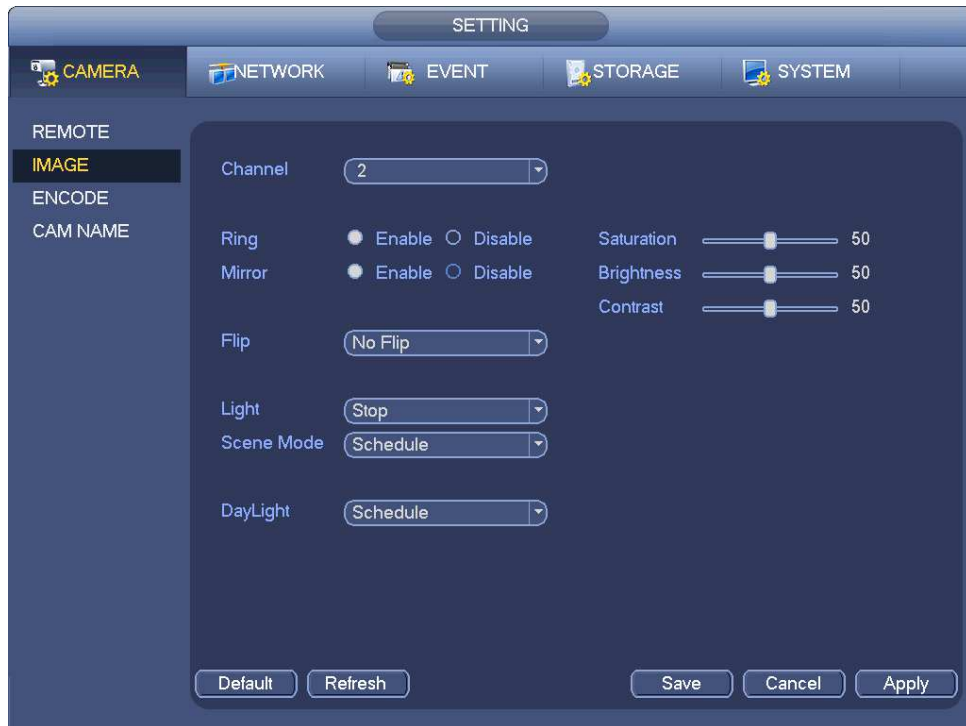 SETTING
CAMERA NETWORK EVENT STORAGE SYSTEM
REMOTE
IMAGE
ENCODE
CAM NAME
Channel 2
Ring Enable Disable Saturation 50
Mirror Enable Disable Brightness 50
Contrast 50
Flip No Flip
Light Stop
Scene Mode Schedule
DayLight Schedule
Default Refresh Save Cancel Apply